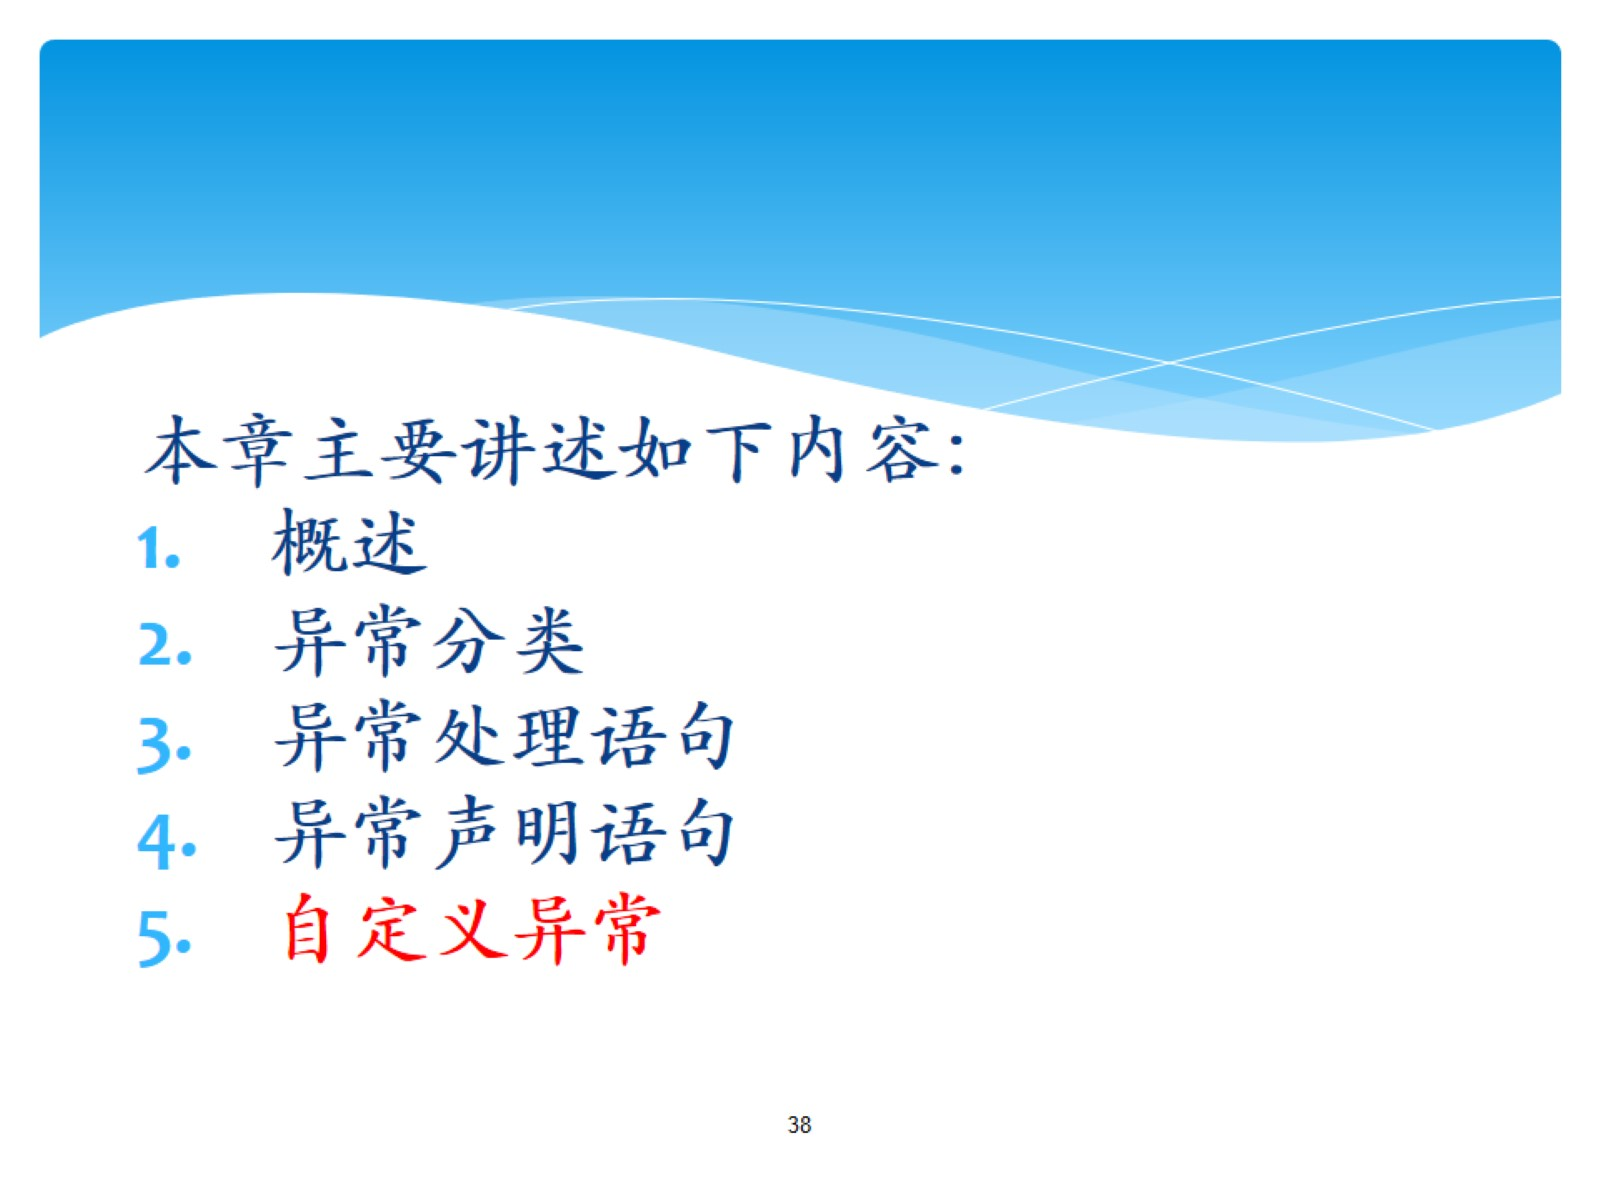 本章主要讲述如下内容：
1. 概述
2. 异常分类
3. 异常处理语句
4. 异常声明语句
5. 自定义异常
38